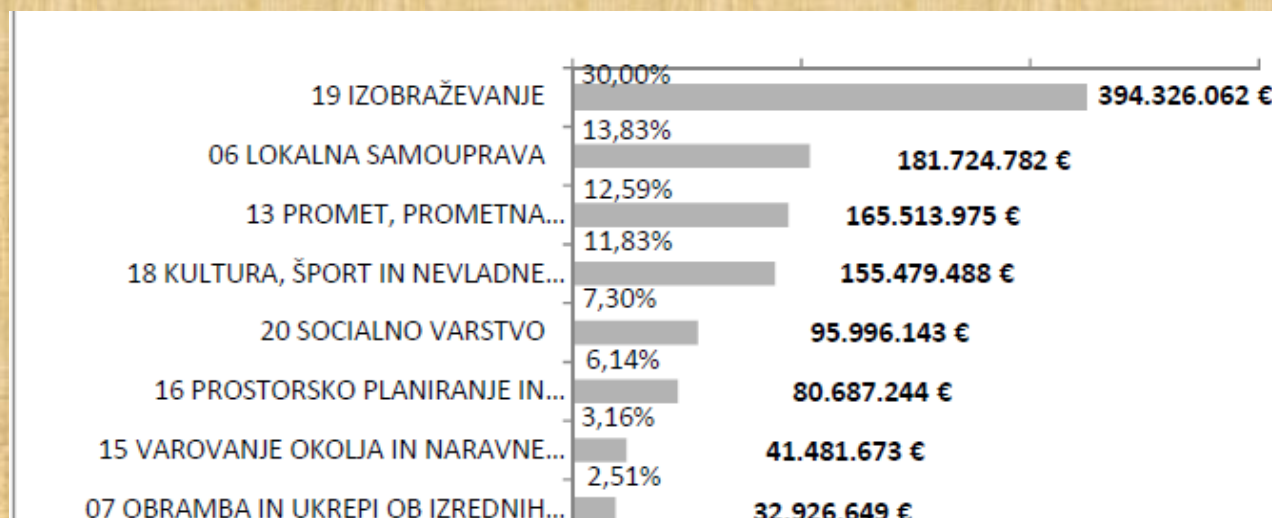 30,00%
19 IZOBRAŽEVANJE 394.326.062 €
13,83%
06 LOKALNA SAMOUPRAVA 181.724.782 €
12,59%
13 PROMET, PROMETNA... 165.513.975 €
11,83%
18 KULTURA, ŠPORT IN NEVLADNE... 155.479.488 €
7,30%
20 SOCIALNO VARSTVO 95.996.143 €
6,14%
16 PROSTORSKO PLANIRANJE IN... 80.687.244 €
3,16%
15 VAROVANJE OKOLJA IN NARAVNE... 41.481.673 €
2,51%
07 OBRAMBA IN UKREPI OB IZREDNIH... 32.926.649 €